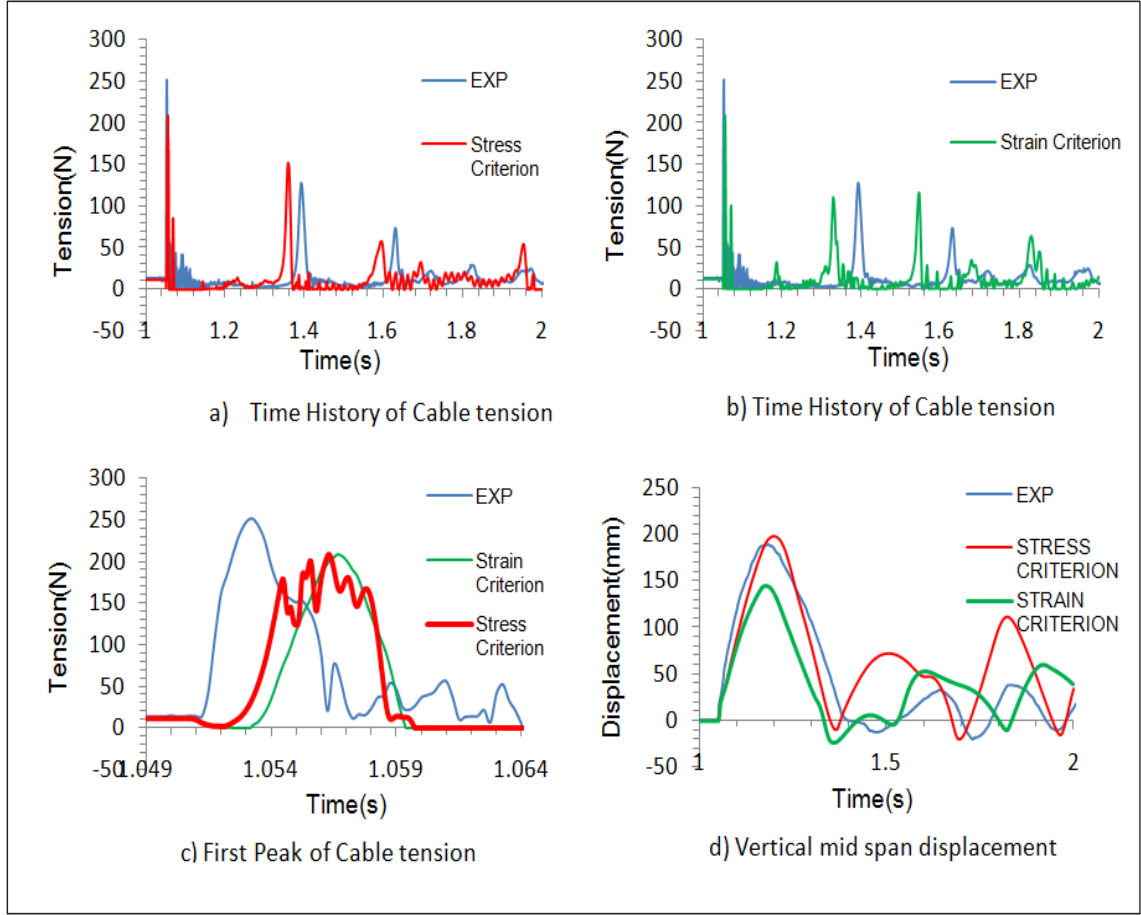 300
250
200
150
100
50
0
-50
Tension(N)
1 1.2 1.4 1.6 1.8 2
Time(s)
EXP
Stress
Criterion
a) Time History of Cable tension
300
250
200
150
100
50
0
-50
Tension(N)
1 1.2 1.4 1.6 1.8 2
Time(s)
EXP
Strain Criterion
b) Time History of Cable tension
300
250
200
150
100
50
0
-50
Tension(N)
1.049 1.054 1.059 1.064
Time(s)
EXP
Strain
Criterion
Stress
Criterion
c) First Peak of Cable tension
250
200
150
100
50
0
-50
Displacement(mm)
1 1.5 2
Time(s)
EXP
STRESS
CRITERION
STRAIN
CRITERION
d) Vertical mid span displacement